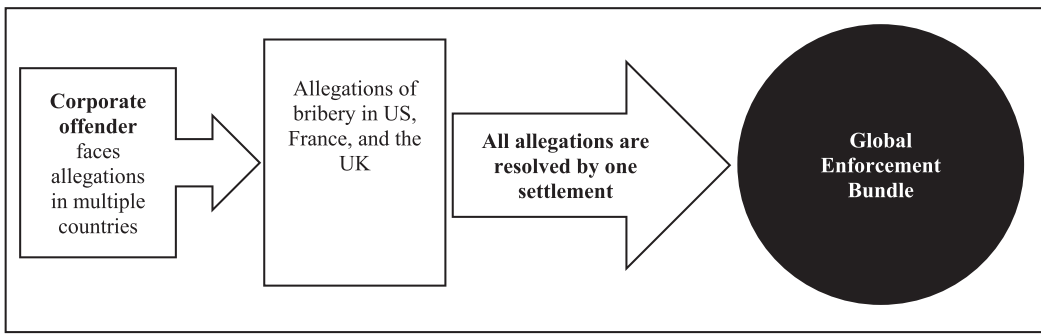 Corporate
offender
faces
allegations
in multiple
countries
Allegations of
bribery in US,
France, and the
UK
All allegations are
resolved by one
settlement
Global
Enforcement
Bundle